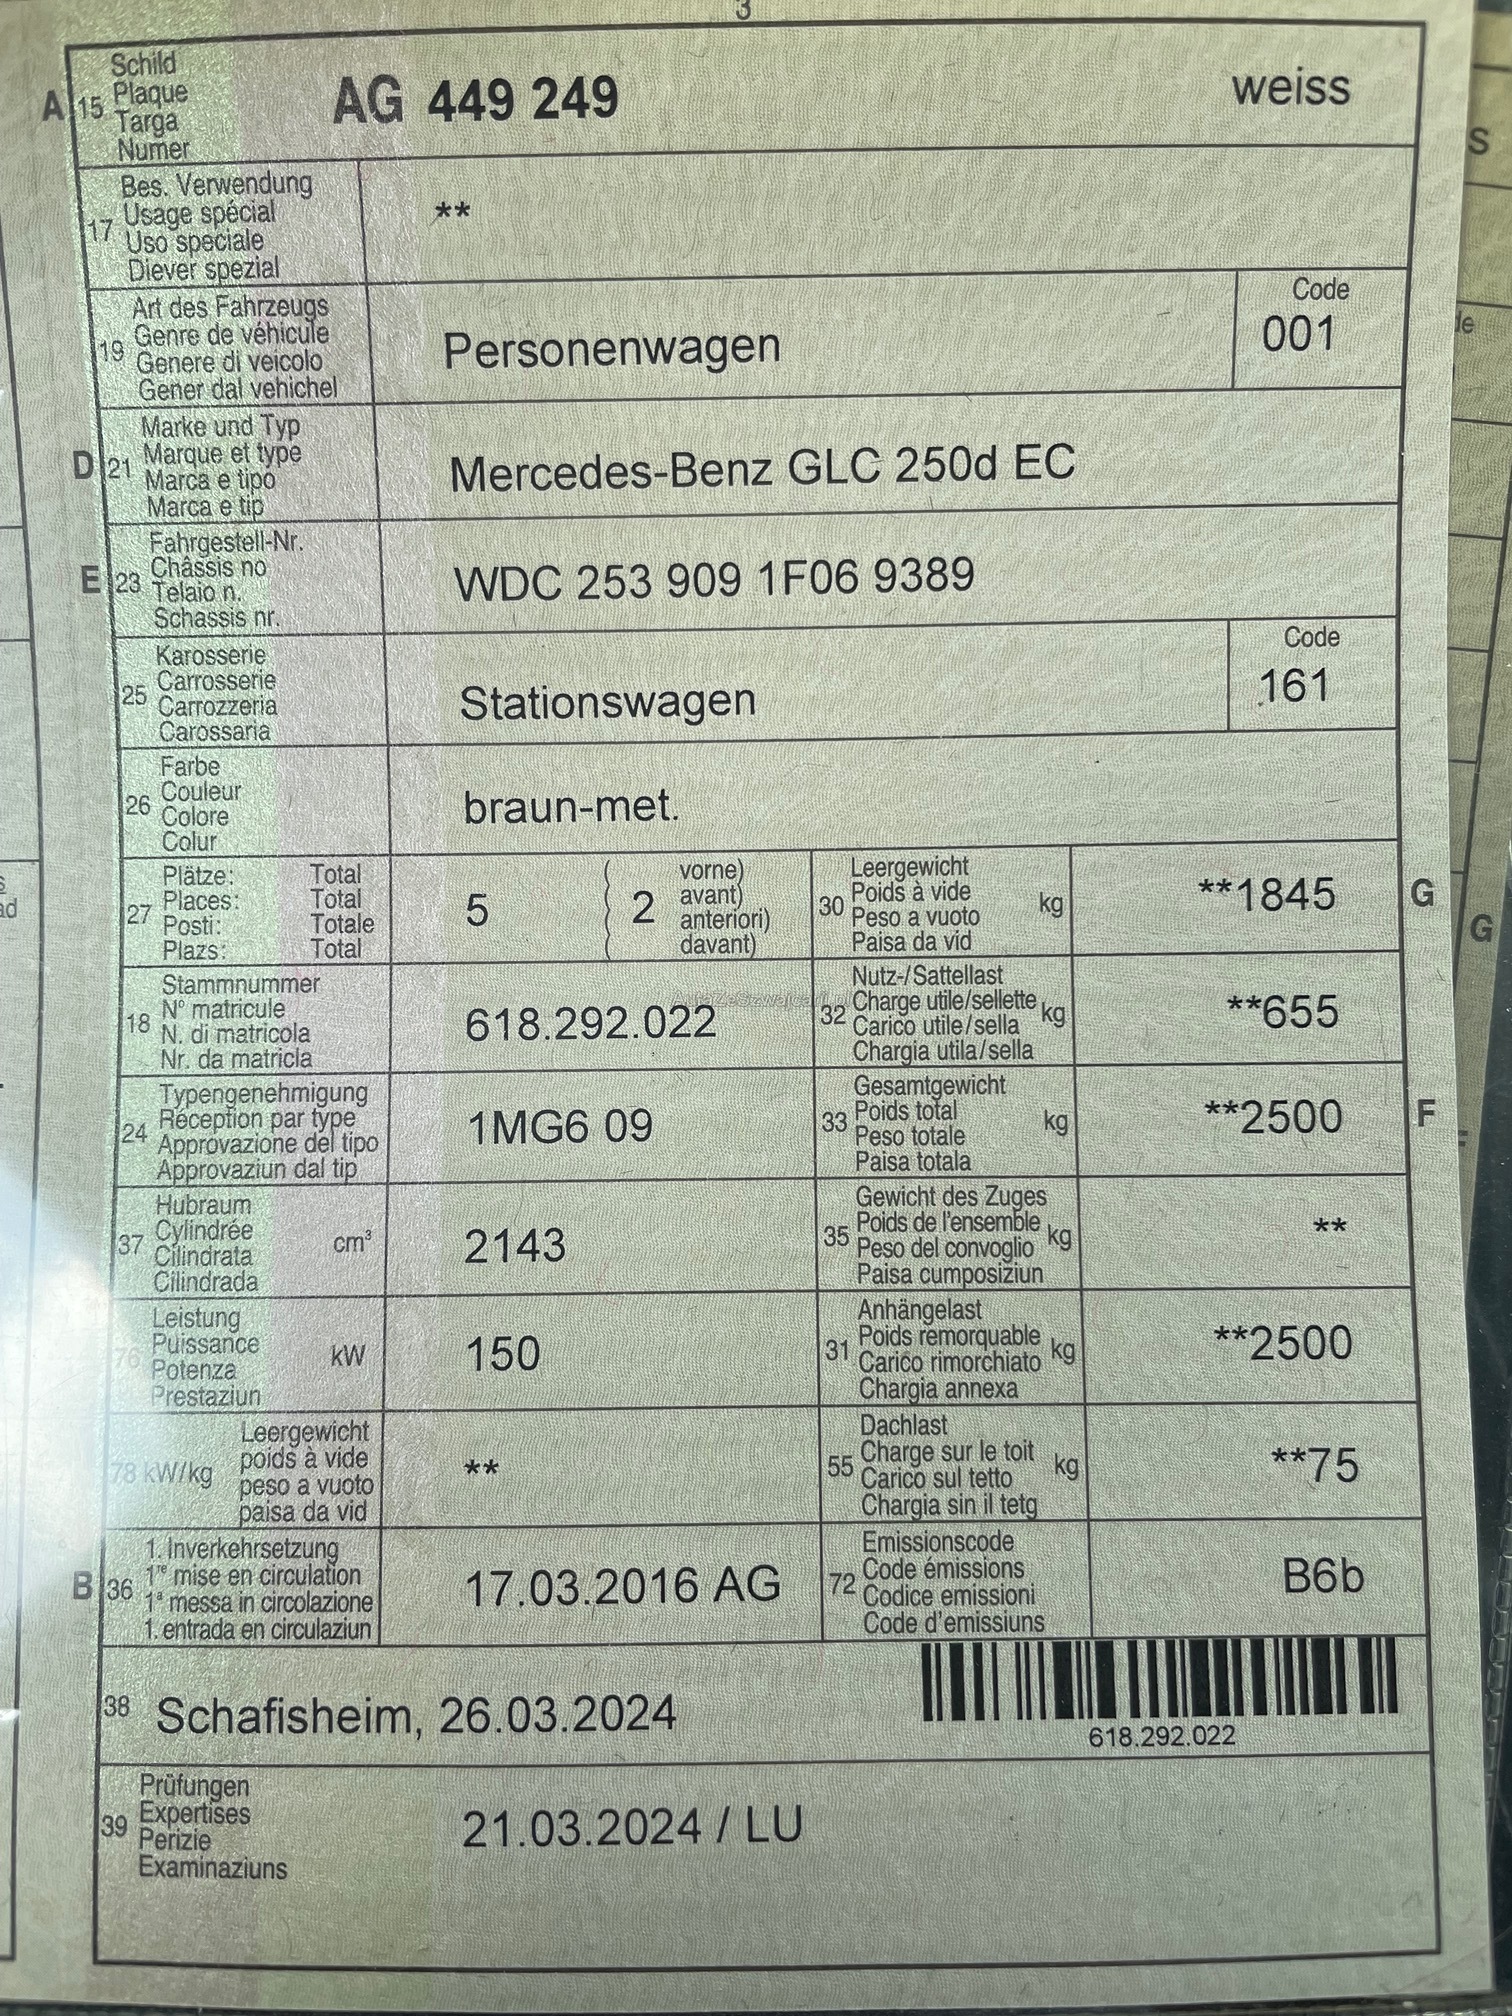 3
A 15 Schild
Plaque
Targa
Numer
AG 449 249
weiss
17 Bes. Verwendung
Usage spécial
Uso speciale
Diever spezial
**
19 Art des Fahrzeugs
Genre de véhicule
Genere di veicolo
Gener dal vehichel
Personenwagen
Code
001
D 21 Marke und Typ
Marque et type
Marca e tipo
Marca e tip
Mercedes-Benz GLC 250d EC
E 23 Fahrgestell-Nr.
Châssis no
Telaio n.
Schassis nr.
WDC 253 909 1F06 9389
25 Karosserie
Carrosserie
Carrozzeria
Carossaria
Stationswagen
Code
161
26 Farbe
Couleur
Colore
Colur
braun-met.
27 Plätze: Total
Places: Total
Posti: Totale
Plazs: Total
5
2
vorne)
avant)
anteriori)
davant)
30 Leergewicht
Poids à vide
Peso a vuoto
Paisa da vid
kg
**1845
G
18 Stammnummer
N° matricule
N. di matricola
Nr. da matricla
618.292.022
32 Nutz-/Sattellast
Charge utile/sellette
Carico utile/sella
Chargia utila/sella
kg
**655
24 Typengenehmigung
Réception par type
Approvazione del tipo
Approvaziun dal tip
1MG6 09
33 Gesamtgewicht
Poids total
Peso totale
Paisa totala
kg
**2500
F
37 Hubraum
Cylindrée
Cilindrata
Cilindrada
cm³
2143
35 Gewicht des Zuges
Poids de l'ensemble
Peso del convoglio
Paisa cumposiziun
kg
**
76 Leistung
Puissance
Potenza
Prestaziun
kW
150
31 Anhängelast
Poids remorquable
Carico rimorchiato
Chargia annexa
kg
**2500
78 kW/kg
Leergewicht
poids à vide
peso a vuoto
paisa da vid
**
55 Dachlast
Charge sur le toit
Carico sul tetto
Chargia sin il tetg
kg
**75
B 36 1. Inverkehrsetzung
1re mise en circulation
1a messa in circolazione
1. entrada en circulaziun
17.03.2016 AG
72 Emissionscode
Code émissions
Codice emissioni
Code d'emissiuns
B6b
38 Schafisheim, 26.03.2024
618.292.022
39 Prüfungen
Expertises
Perizie
Examinaziuns
21.03.2024 / LU
G